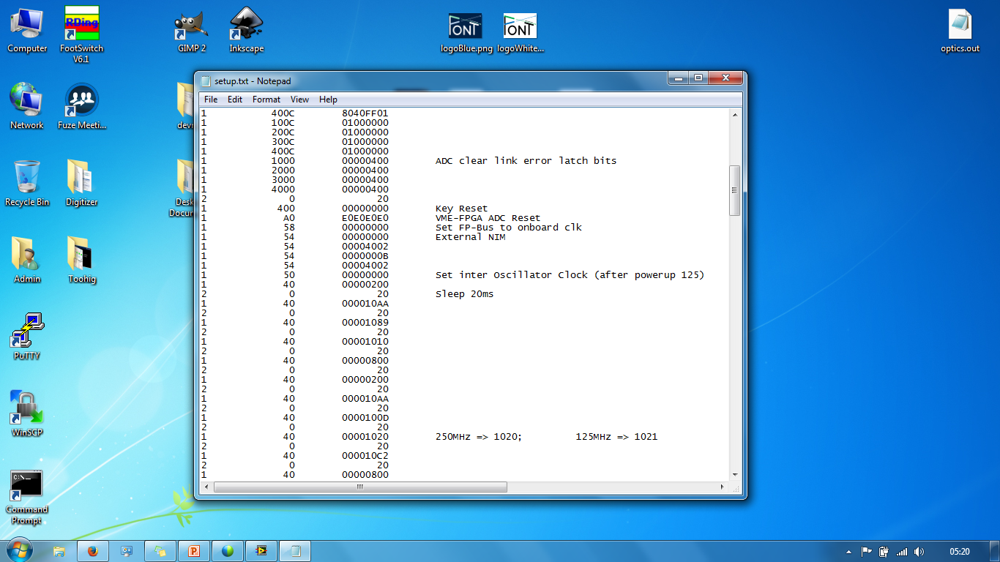 Computer
RDing
FootSwitch
V6.1
GIMP 2
Inkscape
FONT
logoBlue.png
FONT
logoWhite...
optics.out
Network
Fuze Meeti...
Recycle Bin
Digitizer
Desk
Docum
Admin
Toohig
PuTTY
WinSCP
C:\_
Command
Prompt
setup.txt - Notepad
File Edit Format View Help
1 400C 8040FF01
1 100C 01000000
1 200C 01000000
1 300C 01000000
1 400C 01000000
1 1000 00000400 ADC clear link error latch bits
1 2000 00000400
1 3000 00000400
1 4000 00000400
2 0 20
1 400 00000000 Key Reset
1 A0 E0E0E0E0 VME-FPGA ADC Reset
1 58 00000000 Set FP-Bus to onboard clk
1 54 00000000 External NIM
1 54 00004002
1 54 0000000B
1 54 00004002
1 50 00000000 Set inter Oscillator Clock (after powerup 125)
1 40 00000200
2 0 20 Sleep 20ms
1 40 000010AA
2 0 20
1 40 00001089
2 0 20
1 40 00001010
2 0 20
1 40 00000800
2 0 20
1 40 00000200
2 0 20
1 40 000010AA
2 0 20
1 40 0000100D
2 0 20
1 40 00001020 250MHz => 1020; 125MHz => 1021
2 0 20
1 40 000010C2
2 0 20
1 40 00000800
05:20